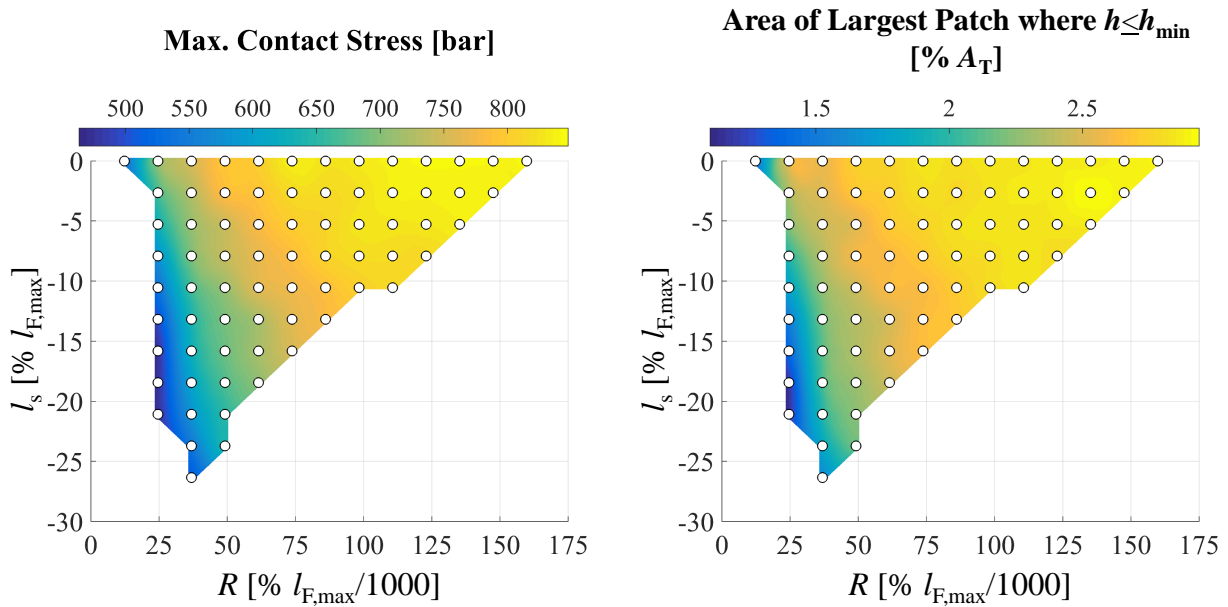 Max. Contact Stress [bar]
500 550 600 650 700 750 800
0
-5
-10
-15
-20
-25
-30
l_s [% l_F,max]
0 25 50 75 100 125 150 175
R [% l_F,max/1000]
Area of Largest Patch where h≤h_min
[% A_T]
1.5 2 2.5
0
-5
-10
-15
-20
-25
-30
l_s [% l_F,max]
0 25 50 75 100 125 150 175
R [% l_F,max/1000]